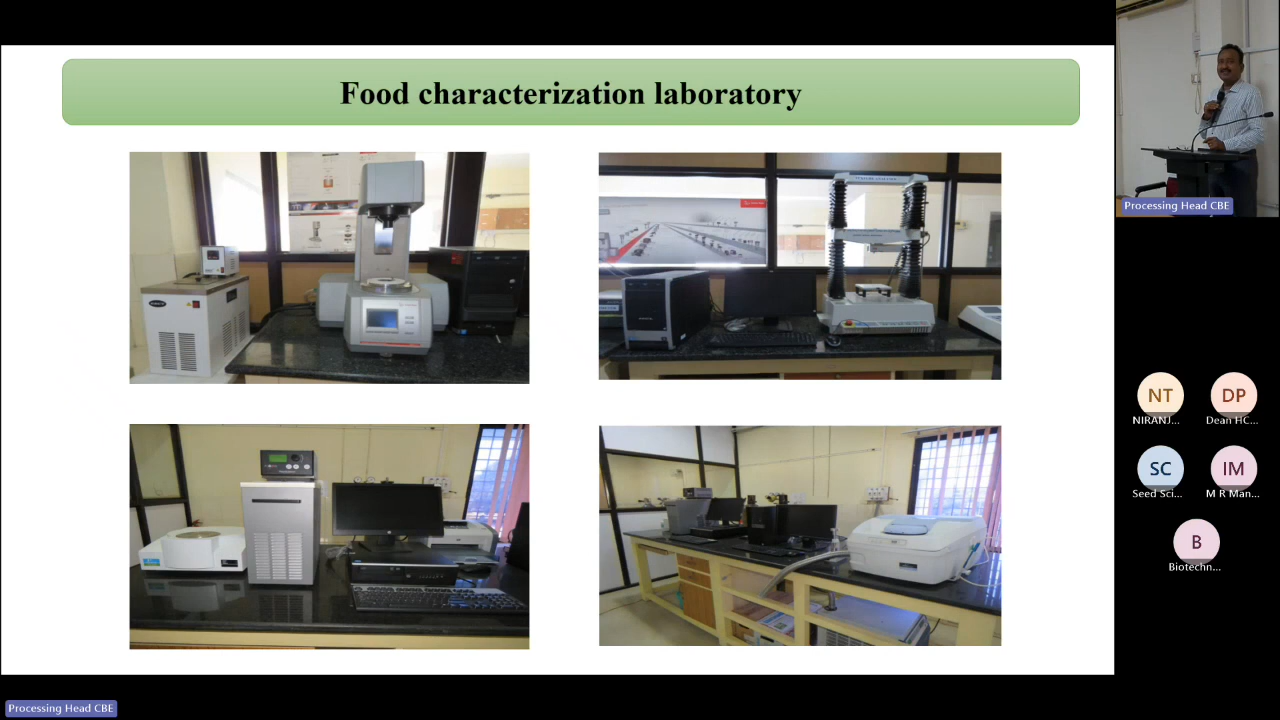 Food characterization laboratory
Processing Head CBE
NT
DP
NIRANJ...
Dean HC...
SC
IM
Seed Sci...
M R Man...
B
Biotechn...
Processing Head CBE